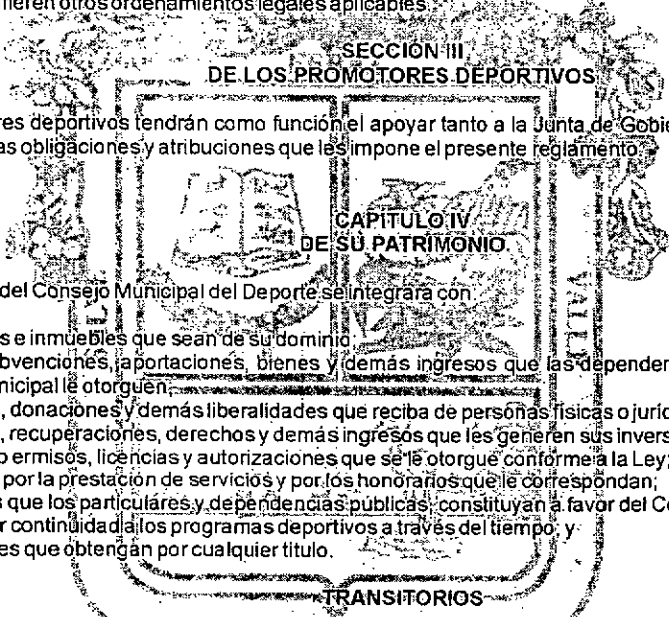 fieren otros ordenamientos legales aplicables.
SECCIÓN III
DE LOS PROMOTORES DEPORTIVOS
res deportivos tendrán como función el apoyar tanto a la Junta de Gobie
as obligaciones y atribuciones que les impone el presente reglamento.
CAPITULO IV
DE SU PATRIMONIO.
del Consejo Municipal del Deporte se integrara con:
s e inmuebles que sean de su dominio.
bvenciones, aportaciones, bienes y demás ingresos que las dependen
nicipal le otorguen;
, donaciones y demás liberalidades que reciba de personas físicas o juríd
, recuperaciones, derechos y demás ingresos que les generen sus invers
o ermisos, licencias y autorizaciones que se le otorgue conforme a la Ley;
por la prestación de servicios y por los honorarios que le correspondan;
s que los particulares y dependencias públicas, constituyan a favor del Co
r continuidad a los programas deportivos a través del tiempo; y
es que obtengan por cualquier titulo.
TRANSITORIOS
VALLE